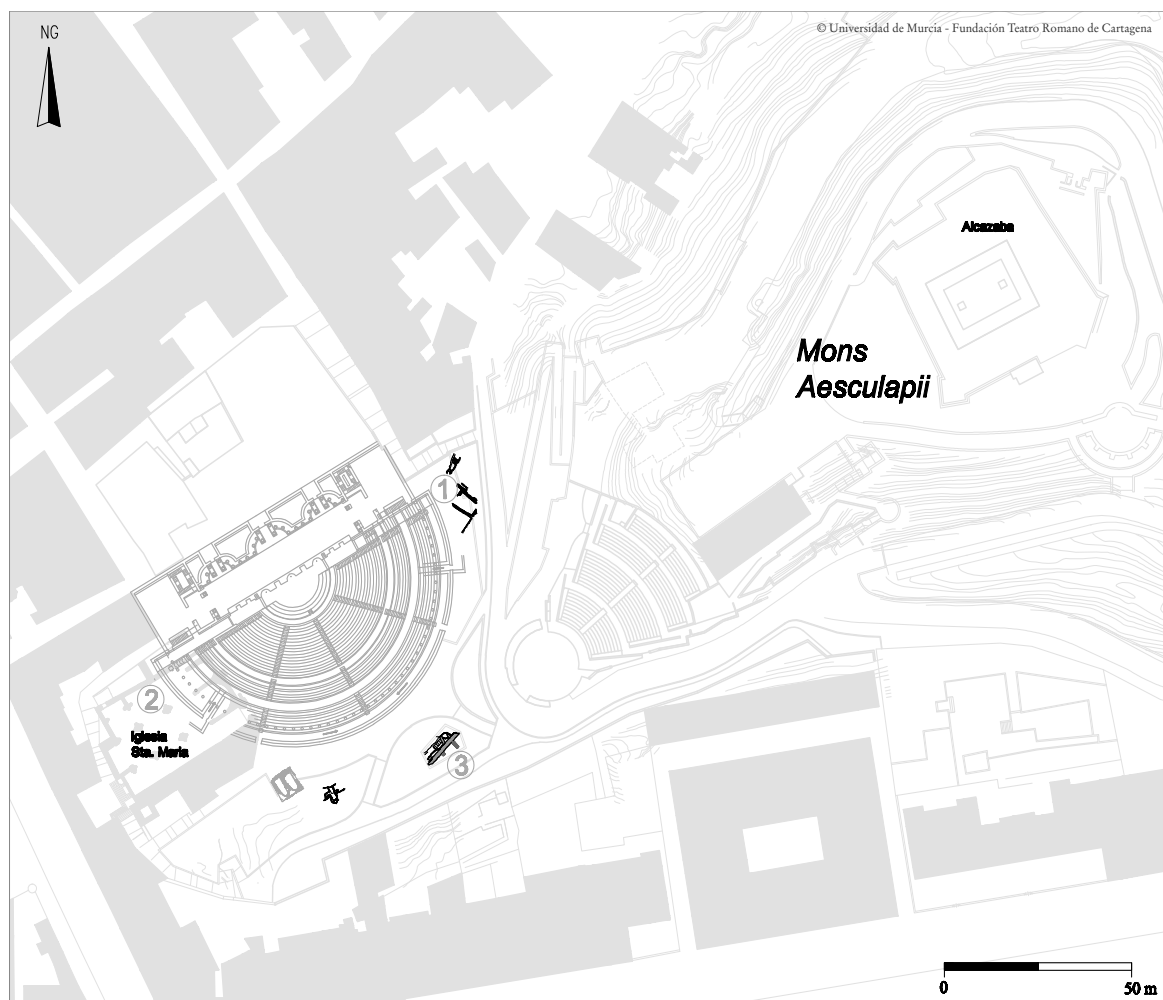 NG
© Universidad de Murcia - Fundación Teatro Romano de Cartagena
Alcazaba
Mons
Aesculapii
1
2
Iglesia
Sta. Maria
3
0
50 m